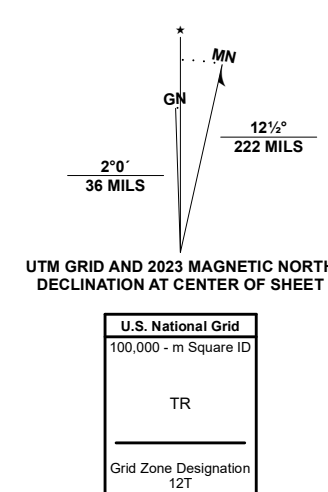 ★
MN
GN
12½°
222 MILS
2°0´
36 MILS
UTM GRID AND 2023 MAGNETIC NORTH
DECLINATION AT CENTER OF SHEET
U.S. National Grid
100,000 - m Square ID
TR
Grid Zone Designation
12T